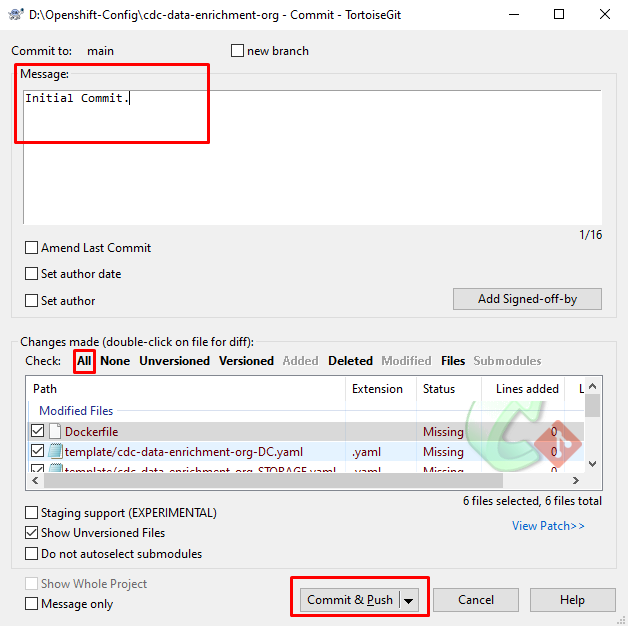 D:\Openshift-Config\cdc-data-enrichment-org - Commit - TortoiseGit
Commit to: main new branch
Message:
Initial Commit.
1/16
Amend Last Commit
Set author date
Set author
Add Signed-off-by
Changes made (double-click on file for diff):
Check: All None Unversioned Versioned Added Deleted Modified Files Submodules
Path Extension Status Lines added L
Modified Files
Dockerfile Missing 0
template/cdc-data-enrichment-org-DC.yaml .yaml Missing 0
template/cdc-data-enrichment-org-STORAGE.yaml .yaml Missing 0
6 files selected, 6 files total
View Patch>>
Staging support (EXPERIMENTAL)
Show Unversioned Files
Do not autoselect submodules
Show Whole Project
Message only
Commit & Push Cancel Help